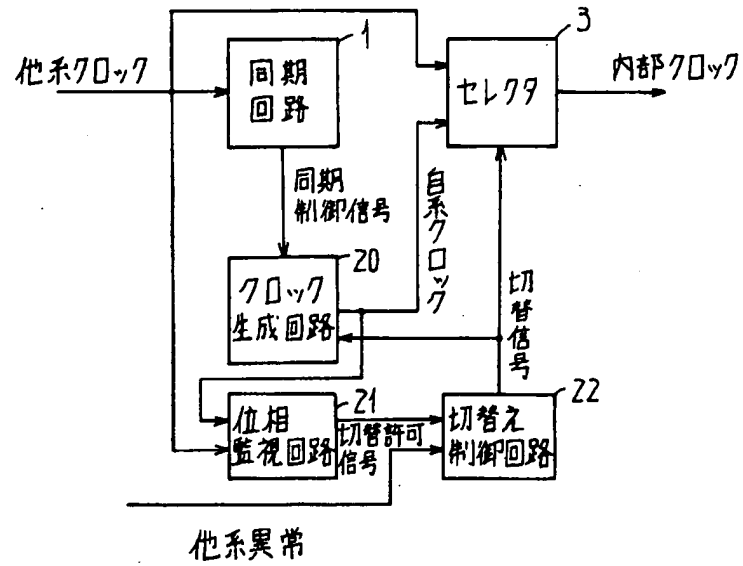 1
3
他系クロック
同期
回路
セレクタ
内部クロック
同期
制御信号
自系クロック
20
クロック
生成回路
切替信号
21
22
位相
監視回路
切替許可
信号
切替え
制御回路
他系異常